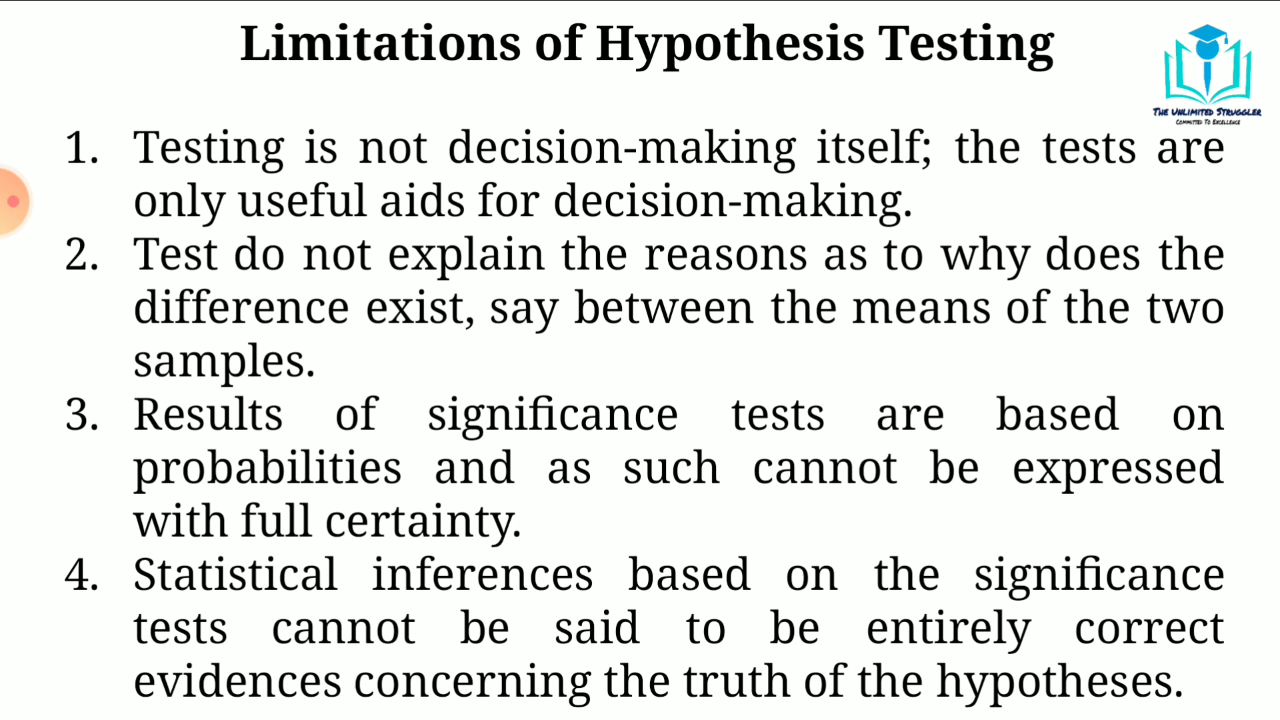 Limitations of Hypothesis Testing
THE UNLIMITED STRUGGLER
COMMITTED TO EXCELLENCE
1. Testing is not decision-making itself; the tests are
only useful aids for decision-making.
2. Test do not explain the reasons as to why does the
difference exist, say between the means of the two
samples.
3. Results of significance tests are based on
probabilities and as such cannot be expressed
with full certainty.
4. Statistical inferences based on the significance
tests cannot be said to be entirely correct
evidences concerning the truth of the hypotheses.